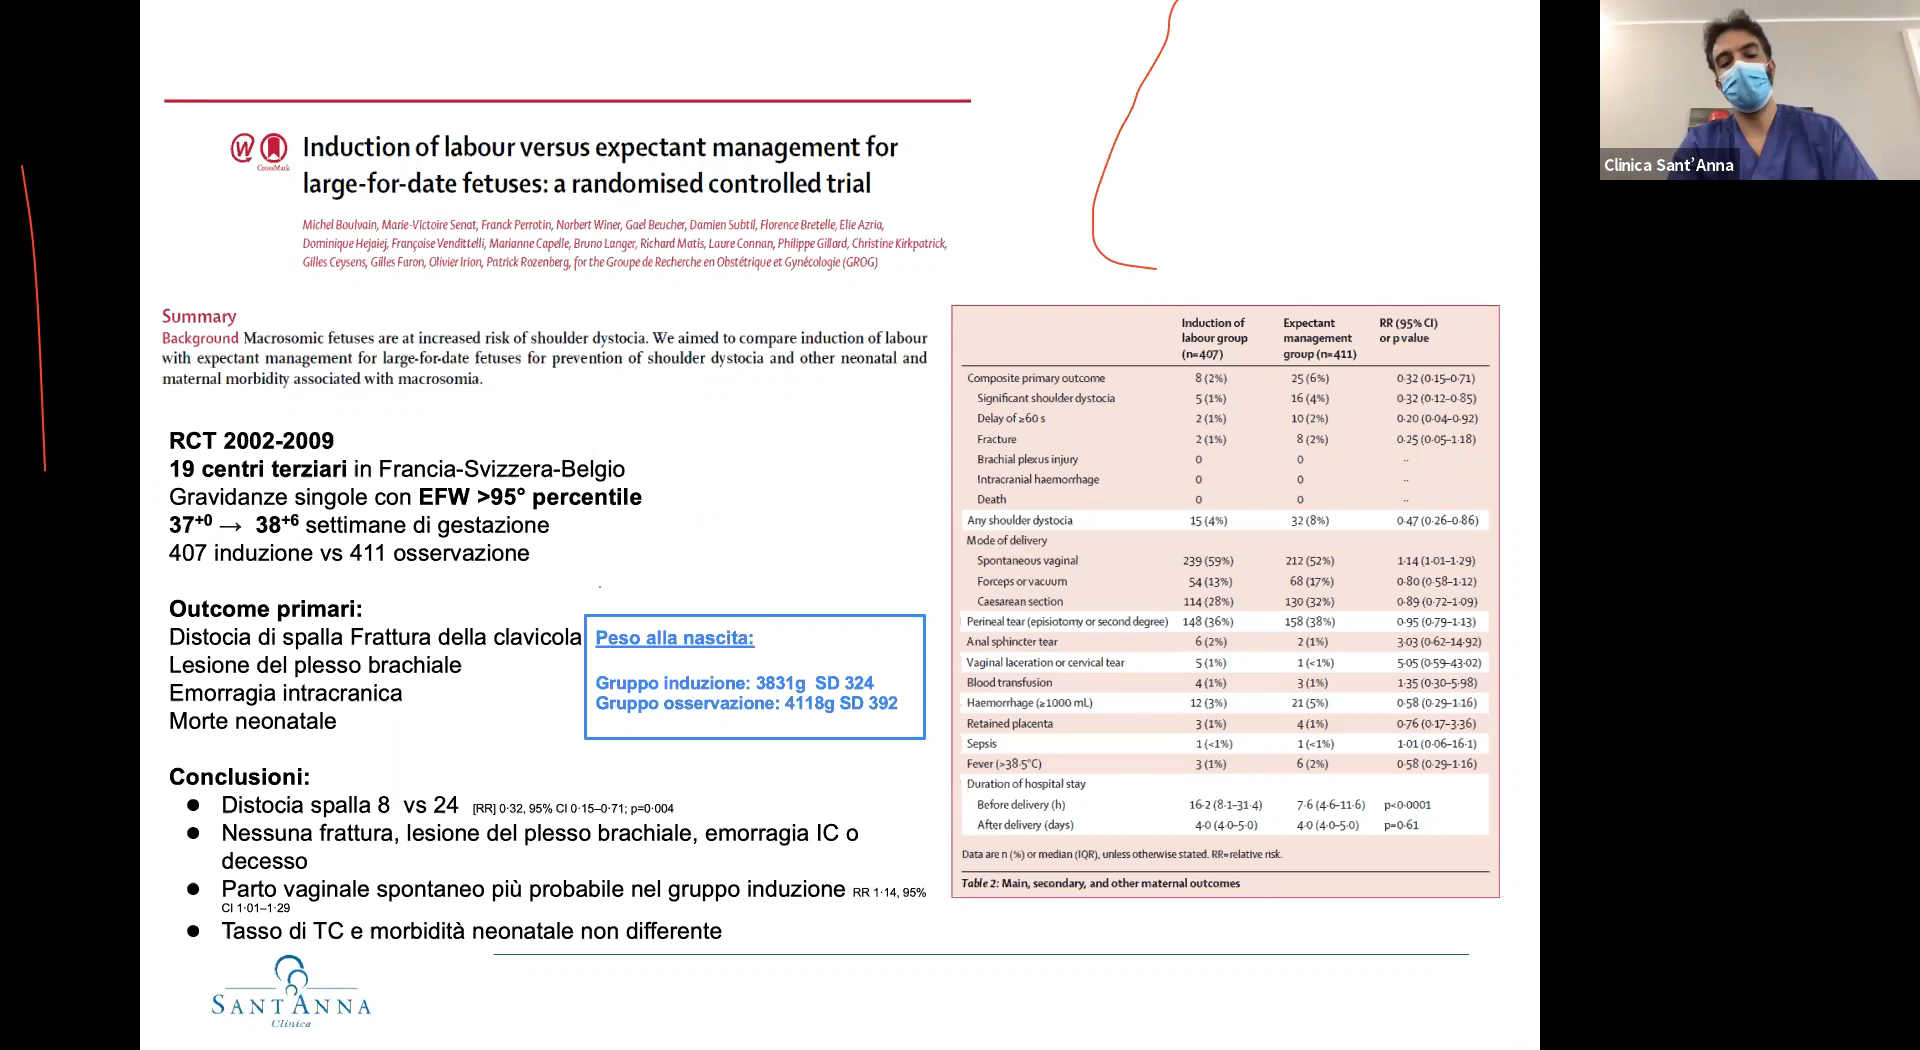 Induction of labour versus expectant management for
large-for-date fetuses: a randomised controlled trial
CrossMark
Michel Boulvain, Marie-Victoire Senat, Franck Perrotin, Norbert Winer, Gael Beucher, Damien Subtil, Florence Bretelle, Elie Azria,
Dominique Hejaiej, Françoise Vendittelli, Marianne Capelle, Bruno Langer, Richard Matis, Laure Connan, Philippe Gillard, Christine Kirkpatrick,
Gilles Ceysens, Gilles Faron, Olivier Irion, Patrick Rozenberg, for the Groupe de Recherche en Obstétrique et Gynécologie (GROG)
Summary
Background Macrosomic fetuses are at increased risk of shoulder dystocia. We aimed to compare induction of labour
with expectant management for large-for-date fetuses for prevention of shoulder dystocia and other neonatal and
maternal morbidity associated with macrosomia.
RCT 2002-2009
19 centri terziari in Francia-Svizzera-Belgio
Gravidanze singole con EFW >95° percentile
37+0 → 38+6 settimane di gestazione
407 induzione vs 411 osservazione
Outcome primari:
Distocia di spalla Frattura della clavicola
Lesione del plesso brachiale
Emorragia intracranica
Morte neonatale
Peso alla nascita:
Gruppo induzione: 3831g SD 324
Gruppo osservazione: 4118g SD 392
Conclusioni:
● Distocia spalla 8 vs 24 [RR] 0·32, 95% CI 0·15–0·71; p=0·004
● Nessuna frattura, lesione del plesso brachiale, emorragia IC o
decesso
● Parto vaginale spontaneo più probabile nel gruppo induzione RR 1·14, 95%
CI 1·01–1·29
● Tasso di TC e morbidità neonatale non differente
SANT'ANNA
Clinica
Induction of labour group (n=407) Expectant management group (n=411) RR (95% CI) or p value
Composite primary outcome 8 (2%) 25 (6%) 0·32 (0·15–0·71)
Significant shoulder dystocia 5 (1%) 16 (4%) 0·32 (0·12–0·85)
Delay of ≥60 s 2 (1%) 10 (2%) 0·20 (0·04–0·92)
Fracture 2 (1%) 8 (2%) 0·25 (0·05–1·18)
Brachial plexus injury 0 0 ··
Intracranial haemorrhage 0 0 ··
Death 0 0 ··
Any shoulder dystocia 15 (4%) 32 (8%) 0·47 (0·26–0·86)
Mode of delivery
Spontaneous vaginal 239 (59%) 212 (52%) 1·14 (1·01–1·29)
Forceps or vacuum 54 (13%) 68 (17%) 0·80 (0·58–1·12)
Caesarean section 114 (28%) 130 (32%) 0·89 (0·72–1·09)
Perineal tear (episiotomy or second degree) 148 (36%) 158 (38%) 0·95 (0·79–1·13)
Anal sphincter tear 6 (2%) 2 (1%) 3·03 (0·62–14·92)
Vaginal laceration or cervical tear 5 (1%) 1 (<1%) 5·05 (0·59–43·02)
Blood transfusion 4 (1%) 3 (1%) 1·35 (0·30–5·98)
Haemorrhage (≥1000 mL) 12 (3%) 21 (5%) 0·58 (0·29–1·16)
Retained placenta 3 (1%) 4 (1%) 0·76 (0·17–3·36)
Sepsis 1 (<1%) 1 (<1%) 1·01 (0·06–16·1)
Fever (>38·5°C) 3 (1%) 6 (2%) 0·58 (0·29–1·16)
Duration of hospital stay
Before delivery (h) 16·2 (8·1–31·4) 7·6 (4·6–11·6) p<0·0001
After delivery (days) 4·0 (4·0–5·0) 4·0 (4·0–5·0) p=0·61
Data are n (%) or median (IQR), unless otherwise stated. RR=relative risk.
Table 2: Main, secondary, and other maternal outcomes
Clinica Sant'Anna